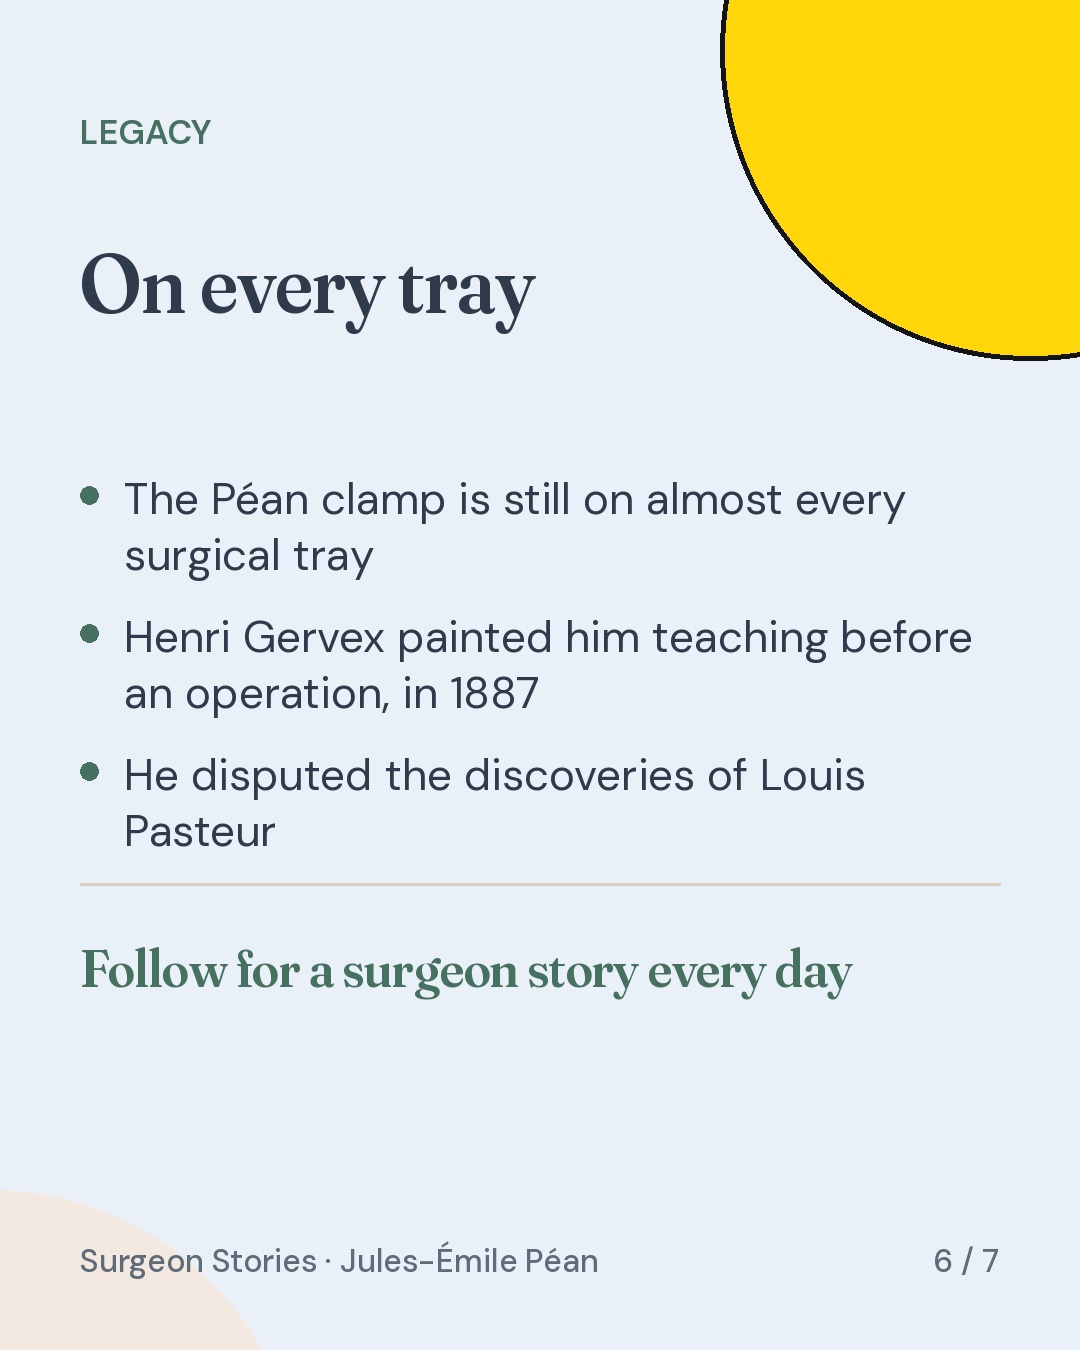 LEGACY
On every tray
The Péan clamp is still on almost every
surgical tray
Henri Gervex painted him teaching before
an operation, in 1887
He disputed the discoveries of Louis
Pasteur
Follow for a surgeon story every day
Surgeon Stories · Jules-Émile Péan
6 / 7